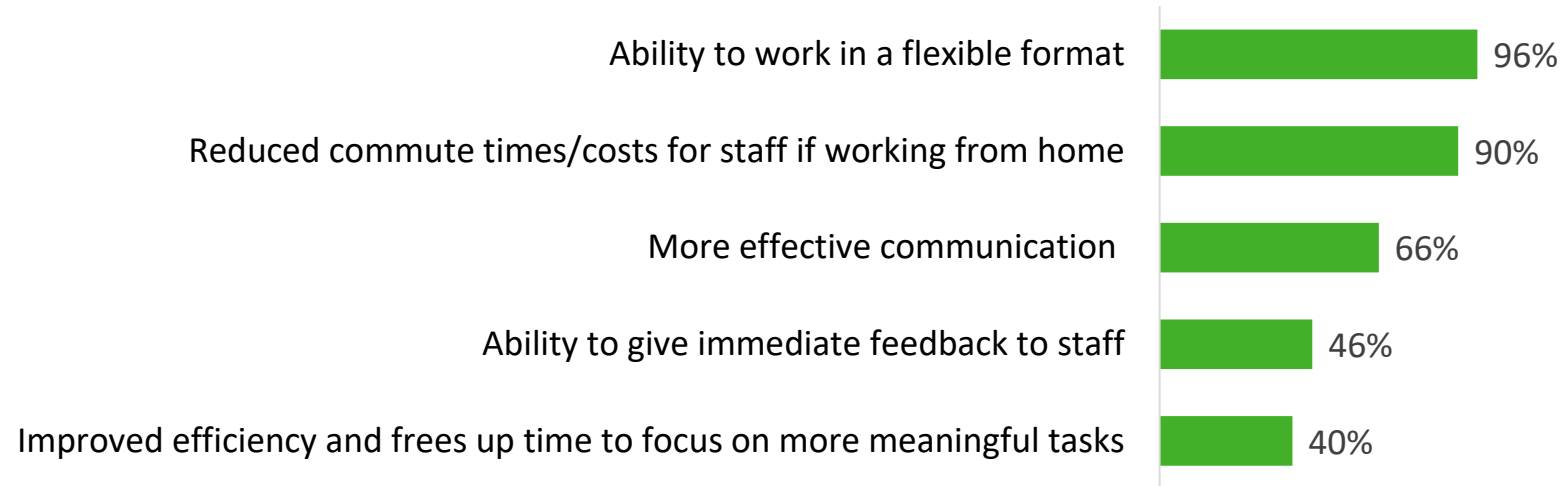 Ability to work in a flexible format 96%
Reduced commute times/costs for staff if working from home 90%
More effective communication 66%
Ability to give immediate feedback to staff 46%
Improved efficiency and frees up time to focus on more meaningful tasks 40%